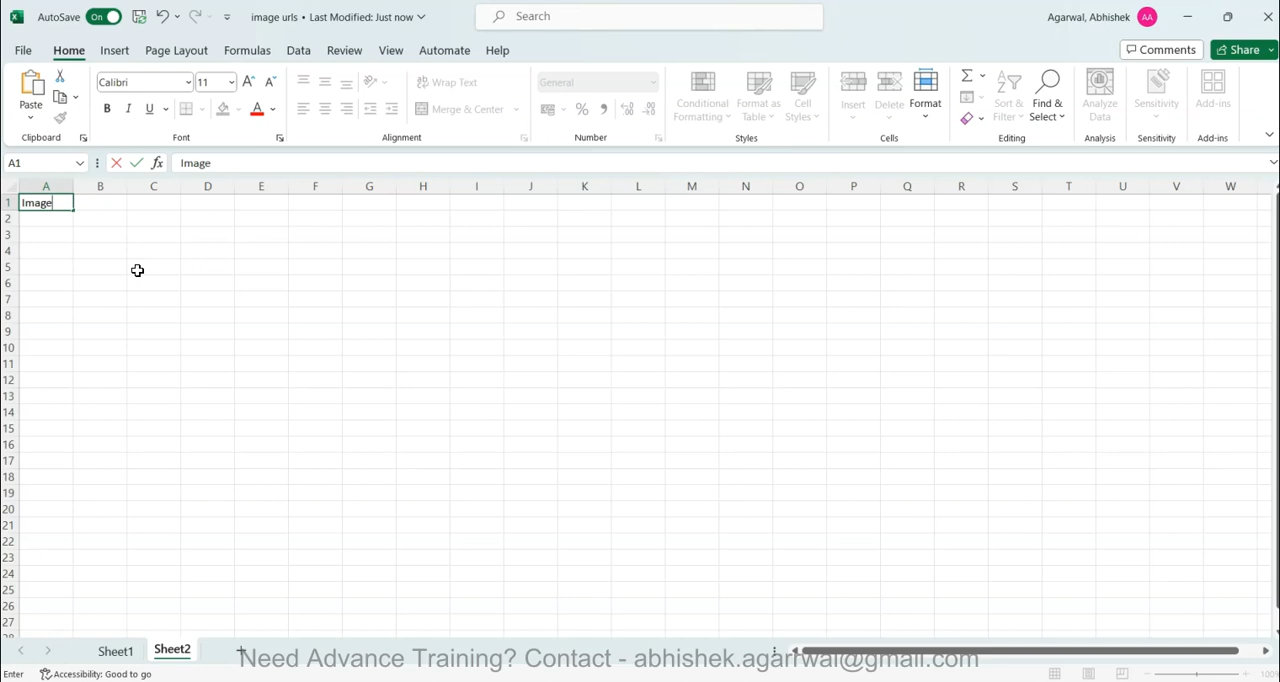 AutoSave On image urls • Last Modified: Just now Search Agarwal, Abhishek AA
File Home Insert Page Layout Formulas Data Review View Automate Help Comments Share
Paste Calibri 11 Wrap Text General Conditional Formatting Format as Table Cell Styles Insert Delete Format Sort & Filter Find & Select Analyze Data Sensitivity Add-ins
B I U Merge & Center
Clipboard Font Alignment Number Styles Cells Editing Analysis Sensitivity Add-ins
A1 fx Image
A B C D E F G H I J K L M N O P Q R S T U V W
1 Image
2
3
4
5
6
7
8
9
10
11
12
13
14
15
16
17
18
19
20
21
22
23
24
25
26
27
28
Sheet1 Sheet2
Need Advance Training? Contact - abhishek.agarrwal@gmail.com
Enter Accessibility: Good to go 100%